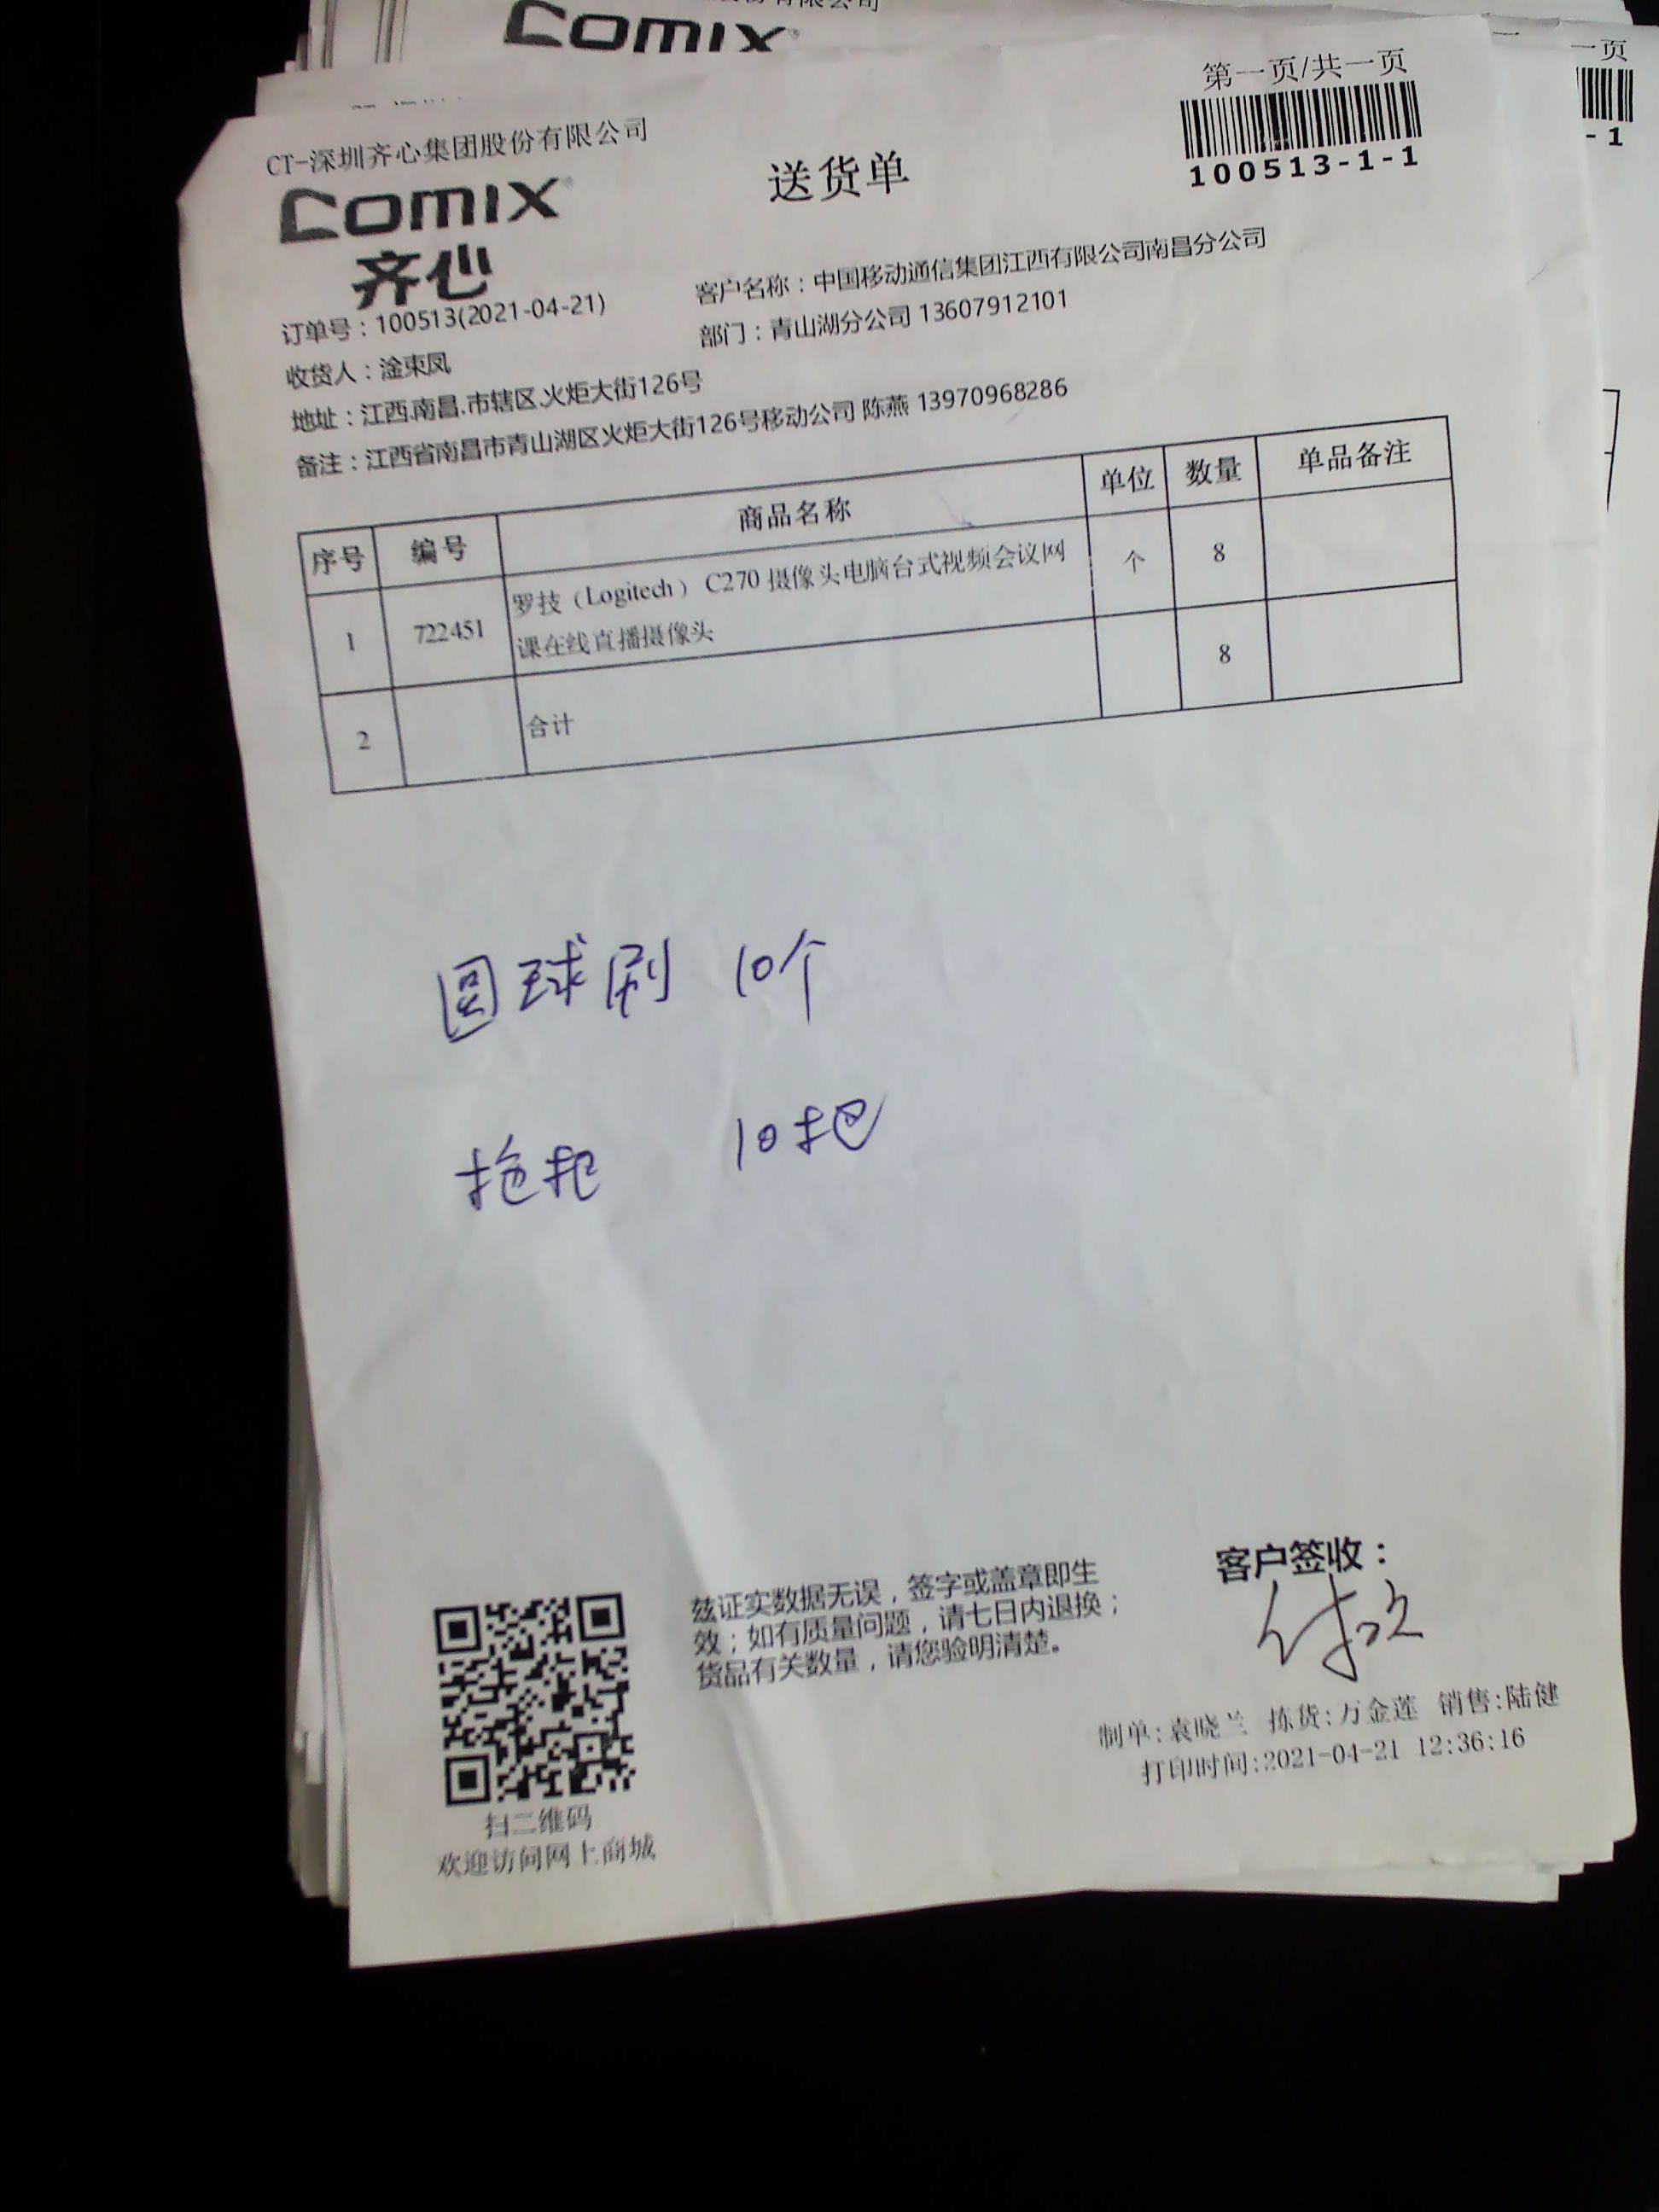 Comix
第一页/共一页
一页
CT-深圳齐心集团股份有限公司
Comix
齐心
送货单
100513-1-1
-1
订单号：100513(2021-04-21)
客户名称：中国移动通信集团江西有限公司南昌分公司
收货人：淦束凤
部门：青山湖分公司 13607912101
地址：江西.南昌.市辖区.火炬大街126号
备注：江西省南昌市青山湖区火炬大街126号移动公司 陈燕 13970968286
序号 编号 商品名称 单位 数量 单品备注
1 722451 罗技（Logitech） C270 摄像头电脑台式视频会议网 个 8
课在线直播摄像头
2 合计 8
圆球刷 10个
10把
兹证实数据无误，签字或盖章即生
效；如有质量问题，请七日内退换；
货品有关数量，请您验明清楚。
客户签收：
制单:袁晓兰 拣货:万金莲 销售:陆健
打印时间:2021-04-21 12:36:16
扫二维码
欢迎访问网上商城